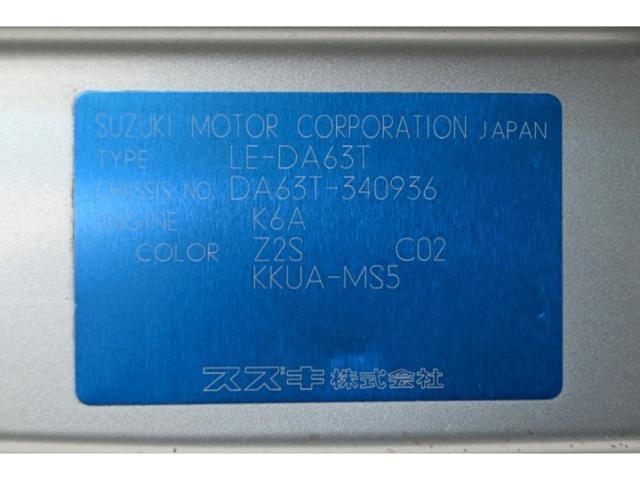 SUZUKI MOTOR CORPORATION JAPAN
TYPE LE-DA63T
CHASSIS NO. DA63T-340936
ENGINE K6A
COLOR Z2S C02
KKUA-MS5
スズキ株式会社